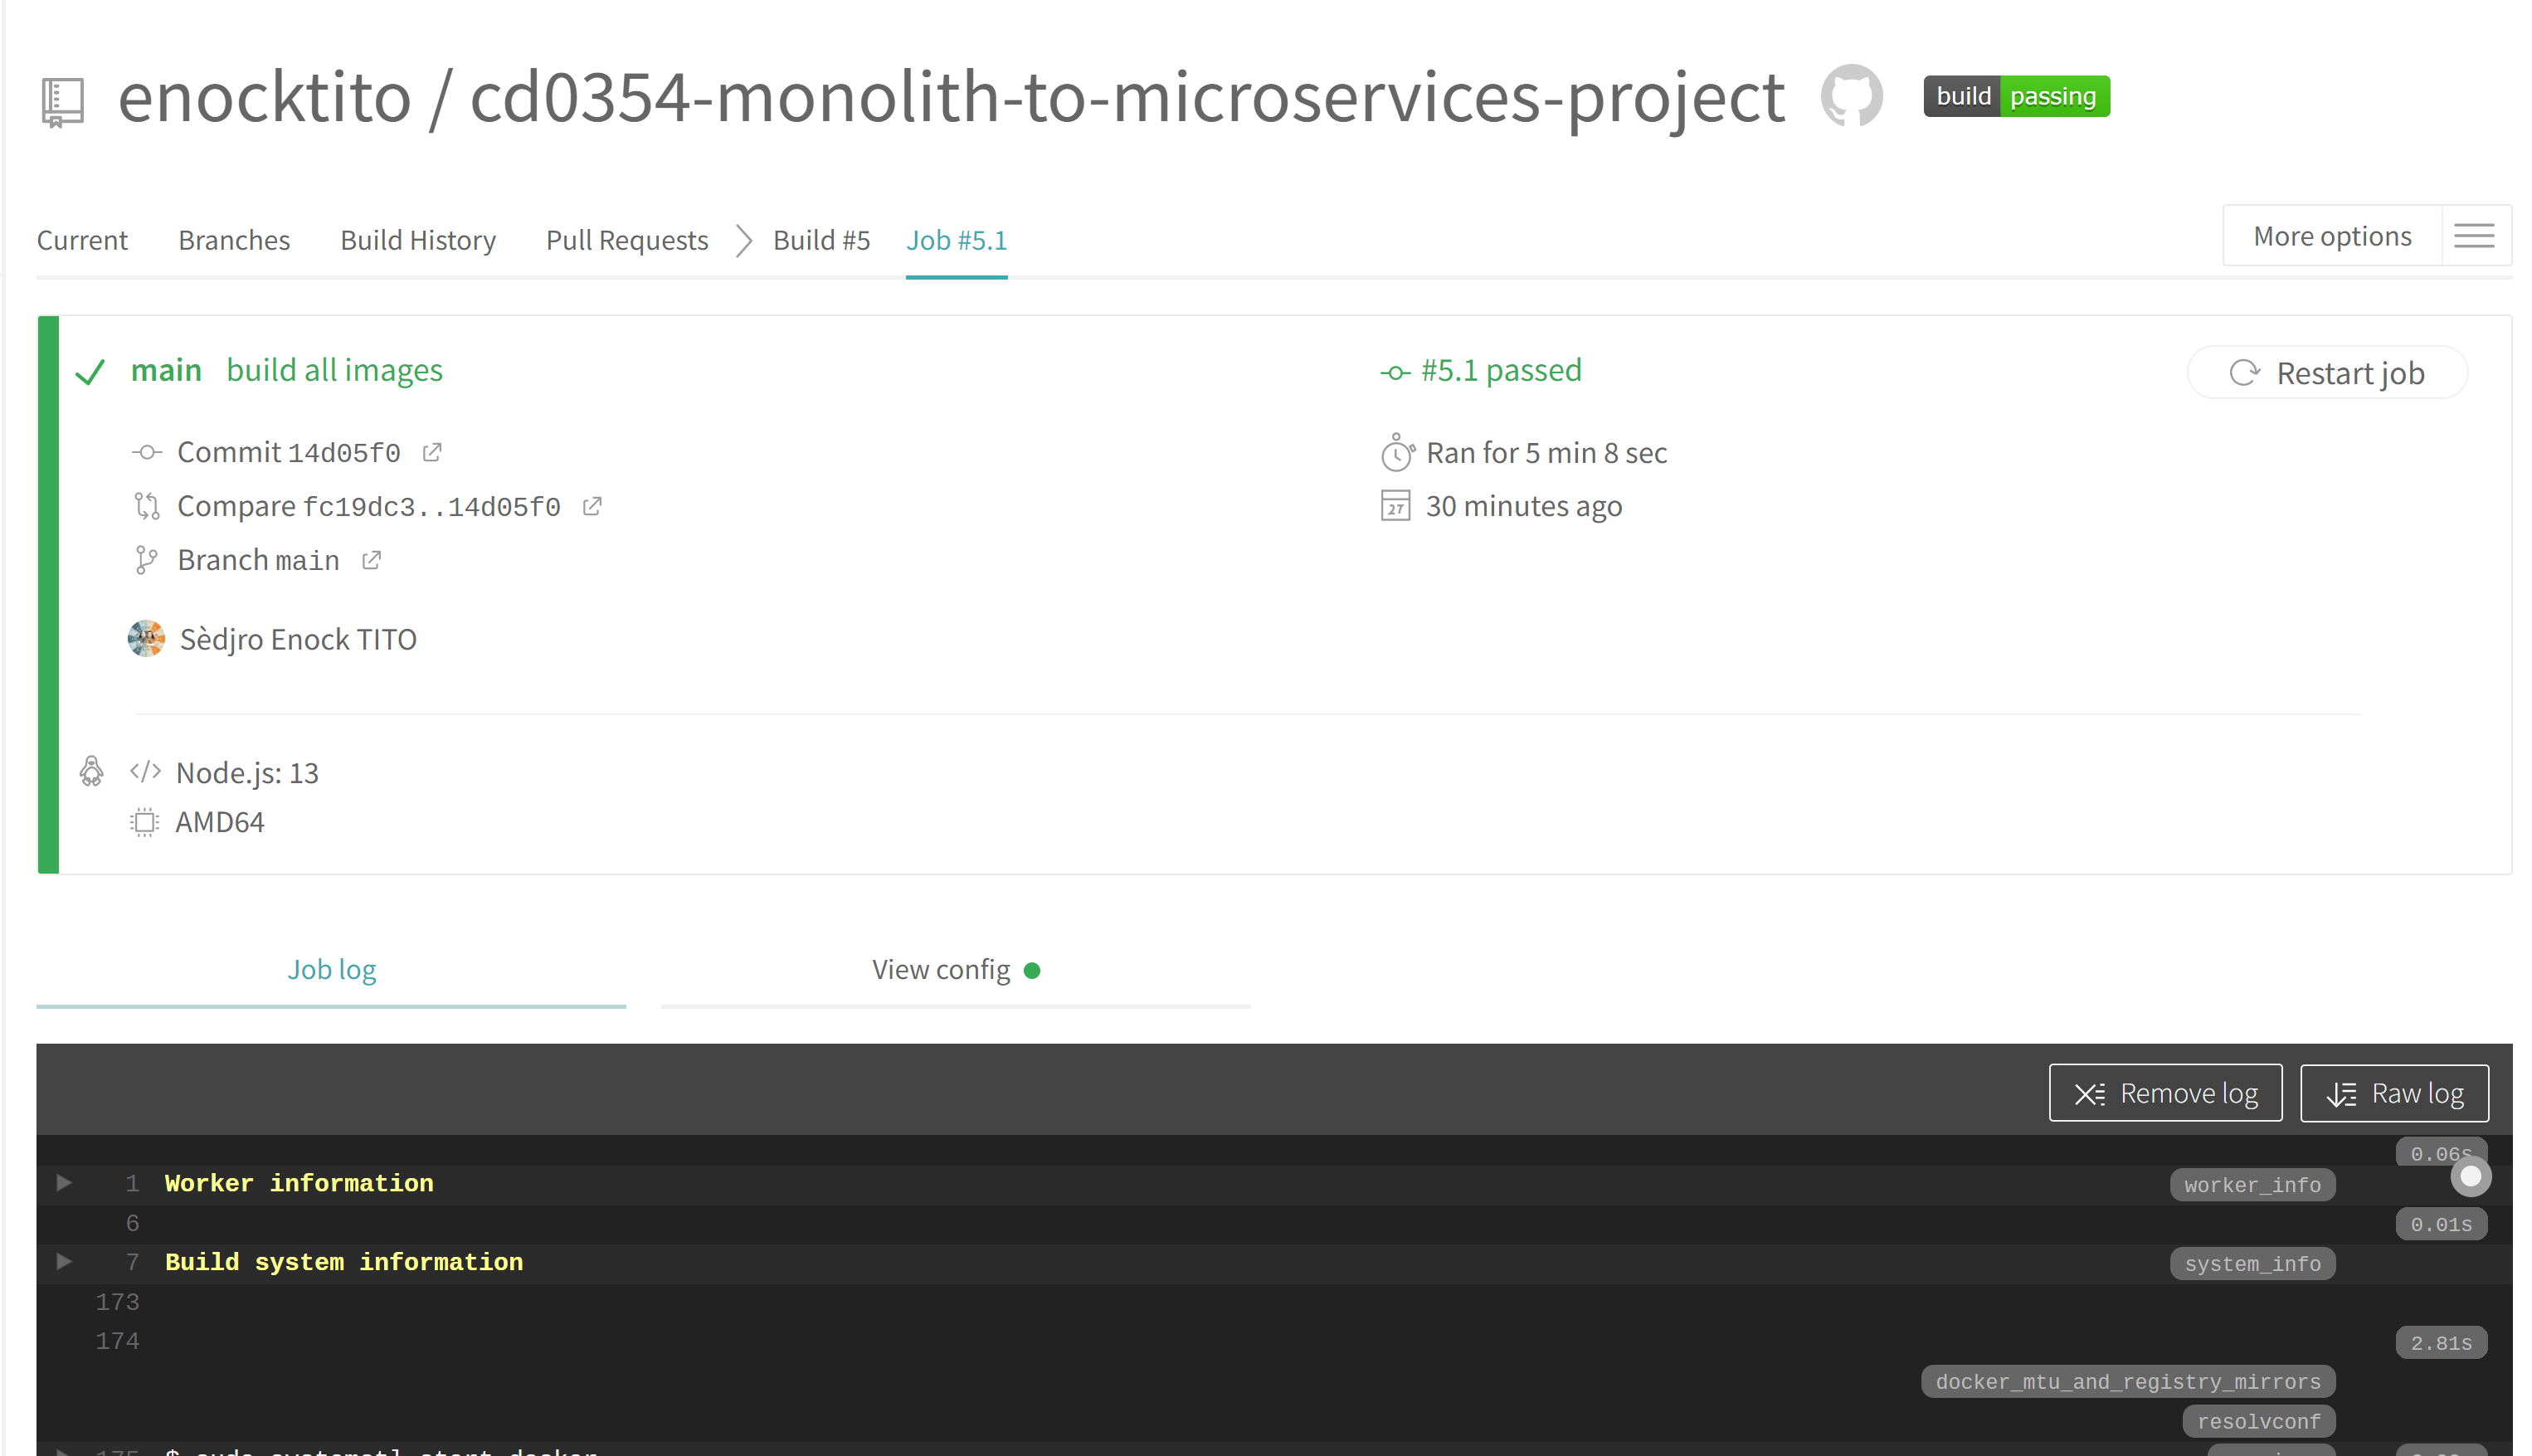 enocktito / cd0354-monolith-to-microservices-project build passing
Current Branches Build History Pull Requests Build #5 Job #5.1 More options
main build all images #5.1 passed Restart job
Commit 14d05f0 Ran for 5 min 8 sec
Compare fc19dc3..14d05f0 27 30 minutes ago
Branch main
Sèdjro Enock TITO
</> Node.js: 13
AMD64
Job log View config
Remove log Raw log
0.06s
1 Worker information worker_info
6 0.01s
7 Build system information system_info
173
174 2.81s
docker_mtu_and_registry_mirrors
resolvconf
175 $ sudo systemctl start docker